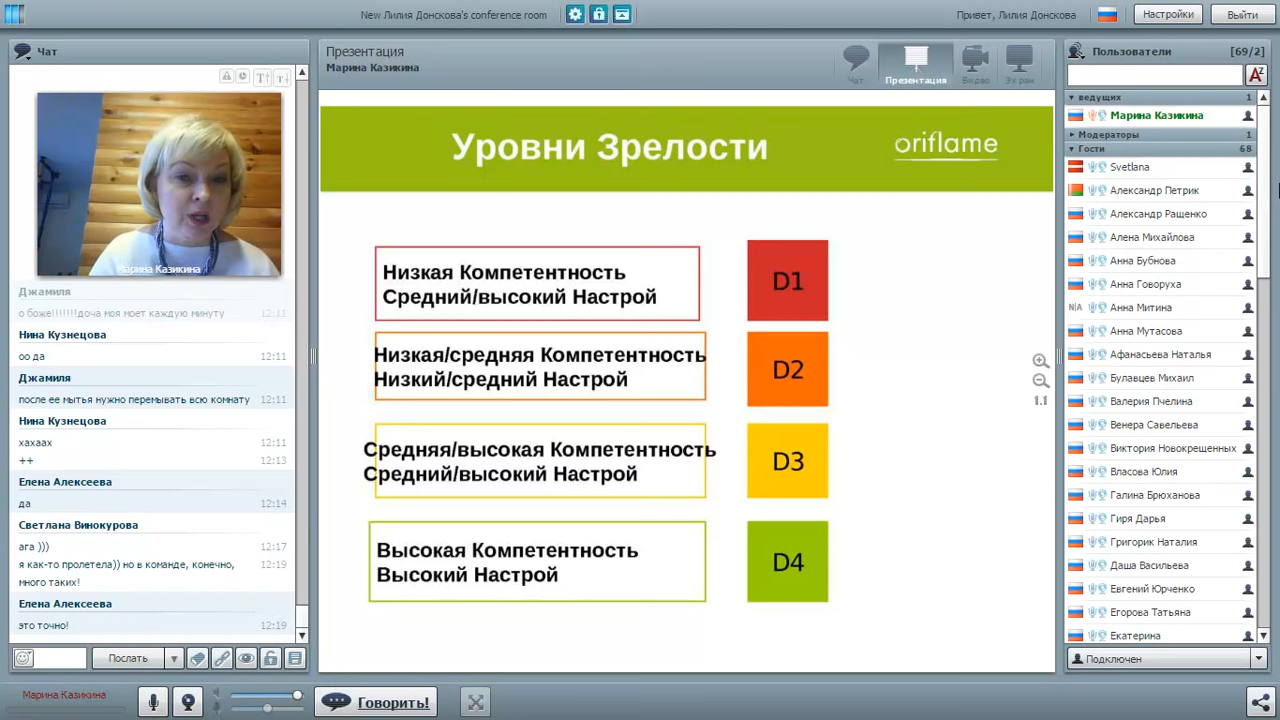 New Лилия Донскова's conference room
Привет, Лилия Донскова
Настройки
Выйти
Чат
Марина Казикина
Джамиля
о боже!!!!!!!доча моя моет каждую минуту 12:11
Нина Кузнецова
оо да 12:11
Джамиля
после ее мытья нужно перемывать всю комнату 12:11
Нина Кузнецова
хахаах 12:11
++ 12:13
Елена Алексеева
да 12:14
Светлана Винокурова
ага ))) 12:17
я как-то пролетела)) но в команде, конечно, 12:19
много таких!
Елена Алексеева
это точно! 12:19
Послать
Презентация
Марина Казикина
Чат
Презентация
Видео
Экран
Уровни Зрелости
oriflame
Низкая Компетентность
Средний/высокий Настрой
D1
Низкая/средняя Компетентность
Низкий/средний Настрой
D2
Средняя/высокая Компетентность
Средний/высокий Настрой
D3
Высокая Компетентность
Высокий Настрой
D4
1.1
Пользователи [69/2]
ведущих 1
Марина Казикина
Модераторы 1
Гости 68
Svetlana
Александр Петрик
Александр Ращенко
Алена Михайлова
Анна Бубнова
Анна Говоруха
N/A Анна Митина
Анна Мутасова
Афанасьева Наталья
Булавцев Михаил
Валерия Пчелина
Венера Савельева
Виктория Новокрещенных
Власова Юлия
Галина Брюханова
Гиря Дарья
Григорик Наталия
Даша Васильева
Евгений Юрченко
Егорова Татьяна
Екатерина
Подключен
Марина Казикина
Говорить!